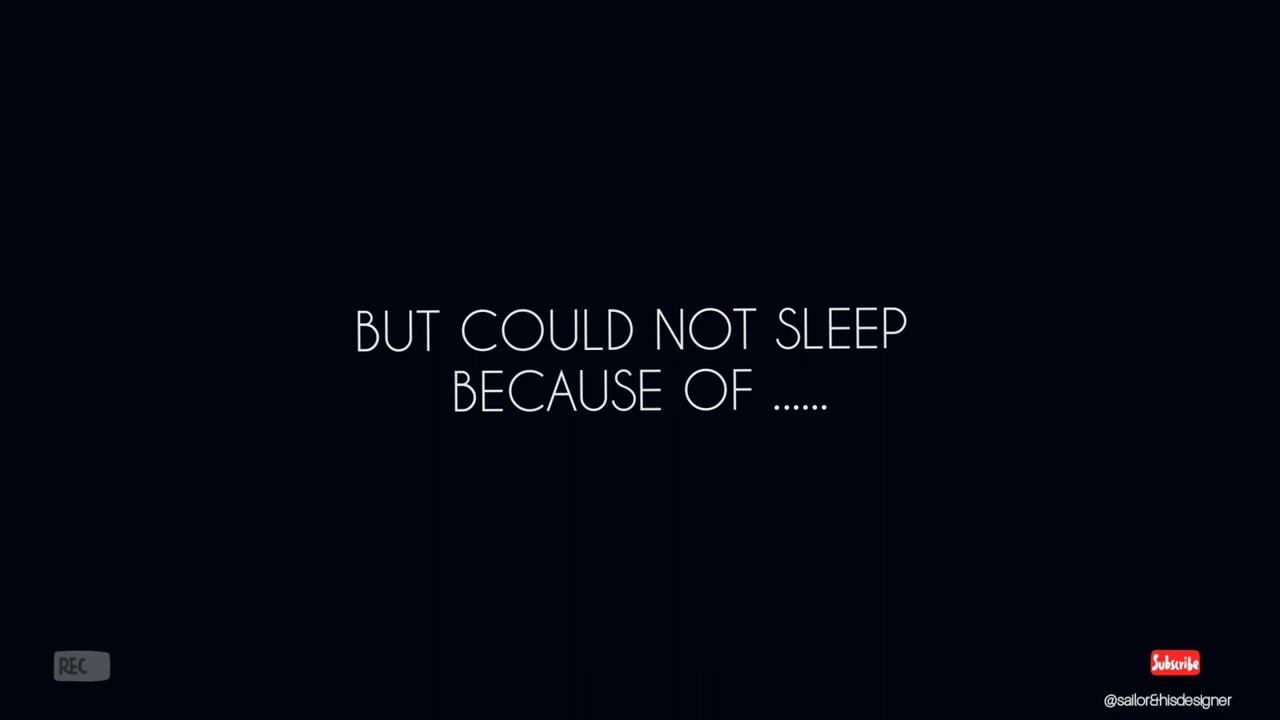 BUT COULD NOT SLEEP
BECAUSE OF ......
REC
Subscribe
@sailor&hisdesigner